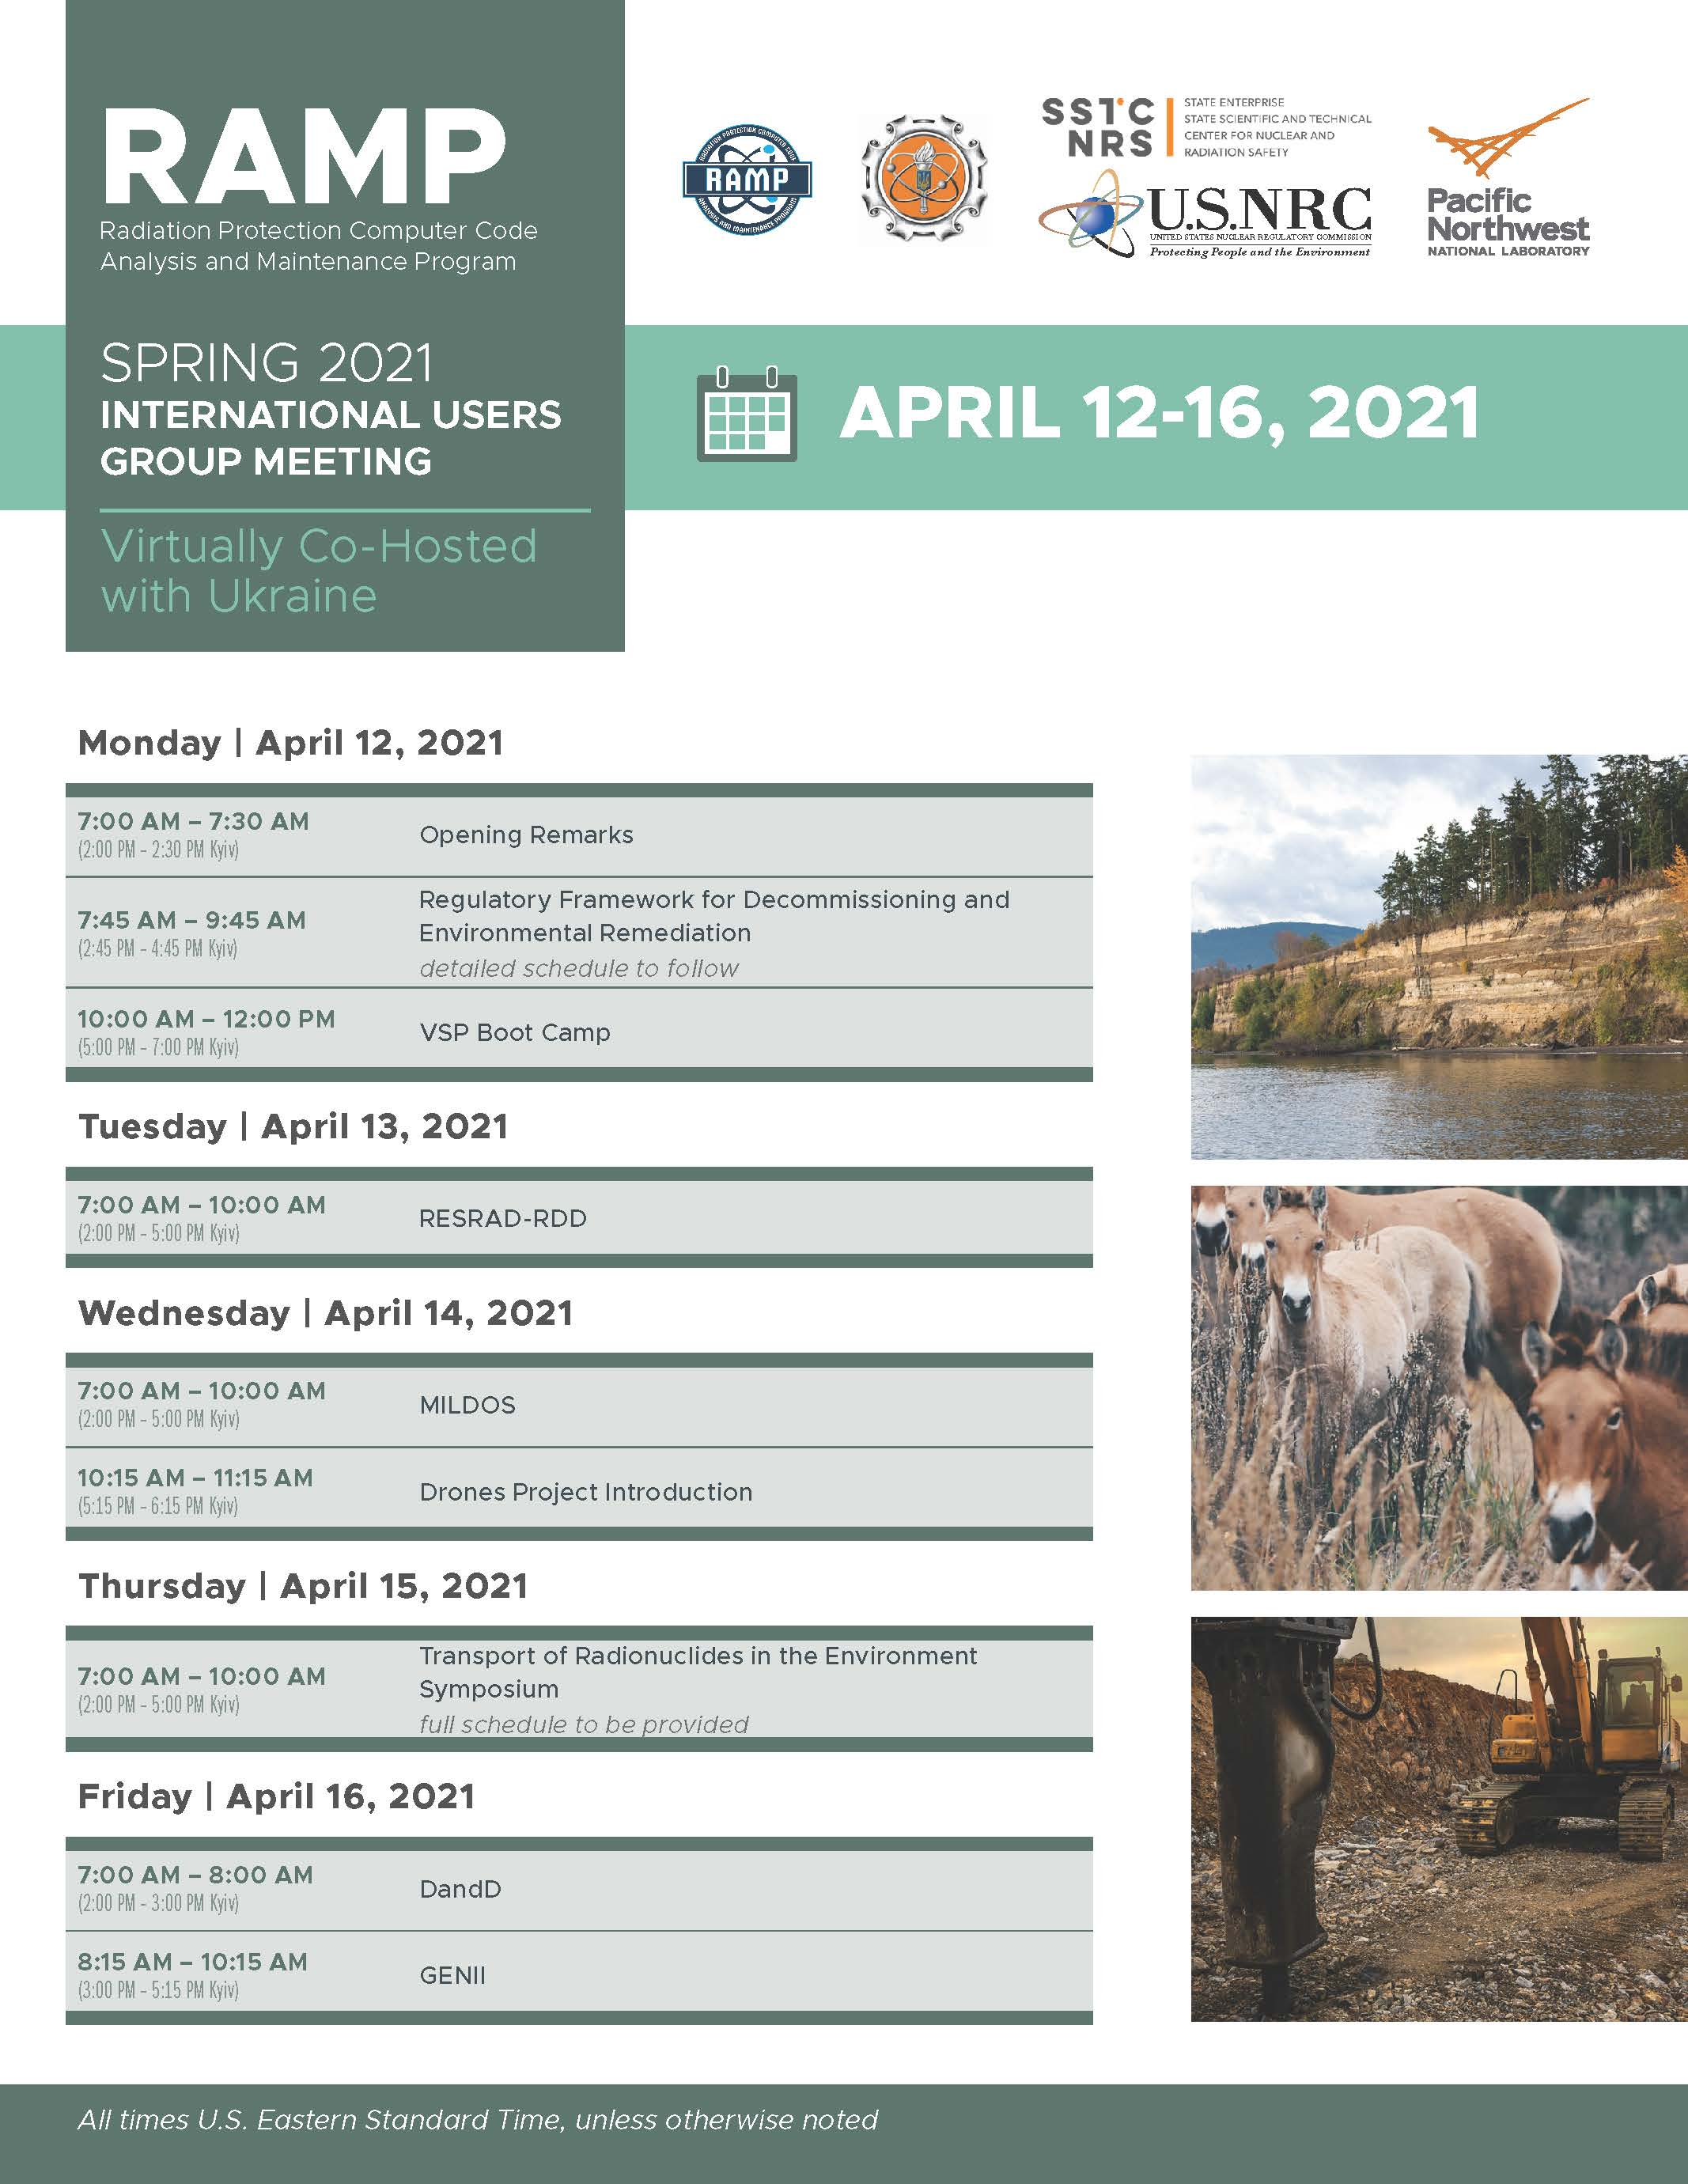 RAMP
Radiation Protection Computer Code
Analysis and Maintenance Program
SPRING 2021
INTERNATIONAL USERS
GROUP MEETING
Virtually Co-Hosted
with Ukraine
RADIATION PROTECTION COMPUTER CODE
RAMP
ANALYSIS AND MAINTENANCE PROGRAM
SSTC
NRS
STATE ENTERPRISE
STATE SCIENTIFIC AND TECHNICAL
CENTER FOR NUCLEAR AND
RADIATION SAFETY
U.S.NRC
UNITED STATES NUCLEAR REGULATORY COMMISSION
Protecting People and the Environment
Pacific
Northwest
NATIONAL LABORATORY
APRIL 12-16, 2021
Monday | April 12, 2021
7:00 AM – 7:30 AM
(2:00 PM – 2:30 PM Kyiv)
Opening Remarks
7:45 AM – 9:45 AM
(2:45 PM – 4:45 PM Kyiv)
Regulatory Framework for Decommissioning and
Environmental Remediation
detailed schedule to follow
10:00 AM – 12:00 PM
(5:00 PM – 7:00 PM Kyiv)
VSP Boot Camp
Tuesday | April 13, 2021
7:00 AM – 10:00 AM
(2:00 PM – 5:00 PM Kyiv)
RESRAD-RDD
Wednesday | April 14, 2021
7:00 AM – 10:00 AM
(2:00 PM – 5:00 PM Kyiv)
MILDOS
10:15 AM – 11:15 AM
(5:15 PM – 6:15 PM Kyiv)
Drones Project Introduction
Thursday | April 15, 2021
7:00 AM – 10:00 AM
(2:00 PM – 5:00 PM Kyiv)
Transport of Radionuclides in the Environment
Symposium
full schedule to be provided
Friday | April 16, 2021
7:00 AM – 8:00 AM
(2:00 PM – 3:00 PM Kyiv)
DandD
8:15 AM – 10:15 AM
(3:00 PM – 5:15 PM Kyiv)
GENII
All times U.S. Eastern Standard Time, unless otherwise noted